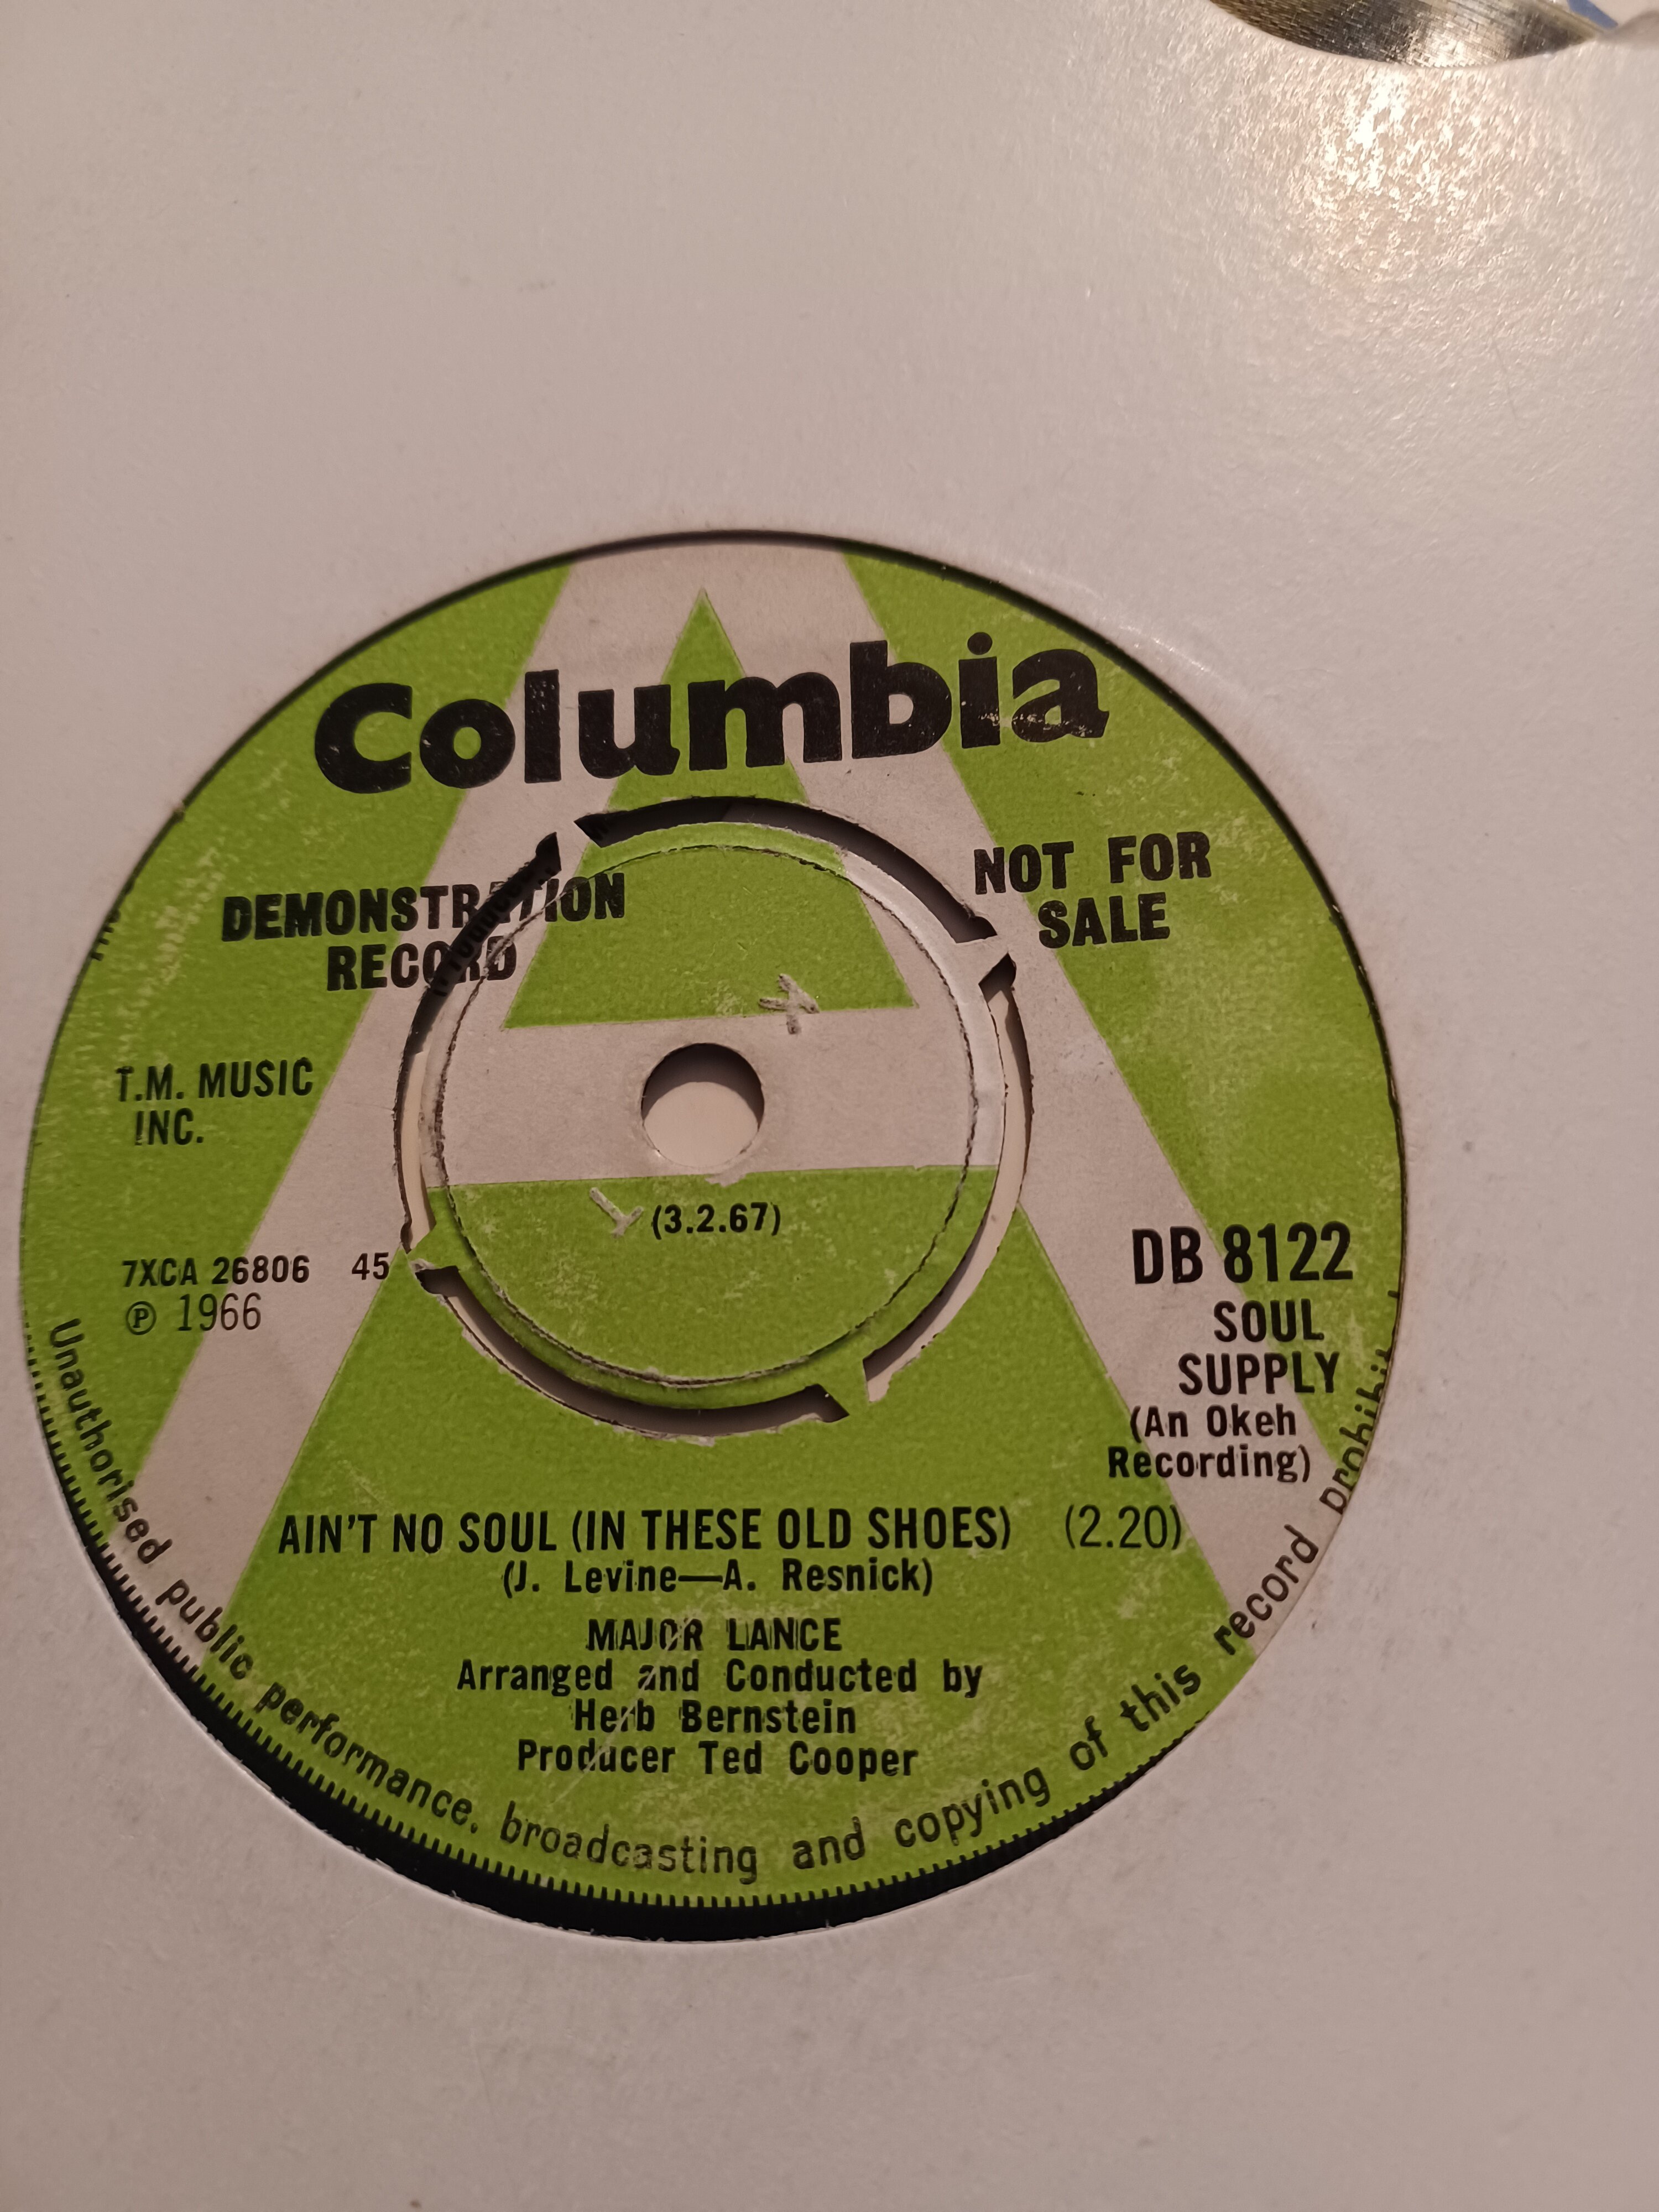 Columbia
DEMONSTRATION
RECORD
NOT FOR
SALE
T.M. MUSIC
INC.
(3.2.67)
7XCA 26806 45
℗ 1966
DB 8122
SOUL
SUPPLY
(An Okeh
Recording)
AIN'T NO SOUL (IN THESE OLD SHOES) (2.20)
(J. Levine—A. Resnick)
MAJOR LANCE
Arranged and Conducted by
Herb Bernstein
Producer Ted Cooper
Unauthorised public performance, broadcasting and copying of this record